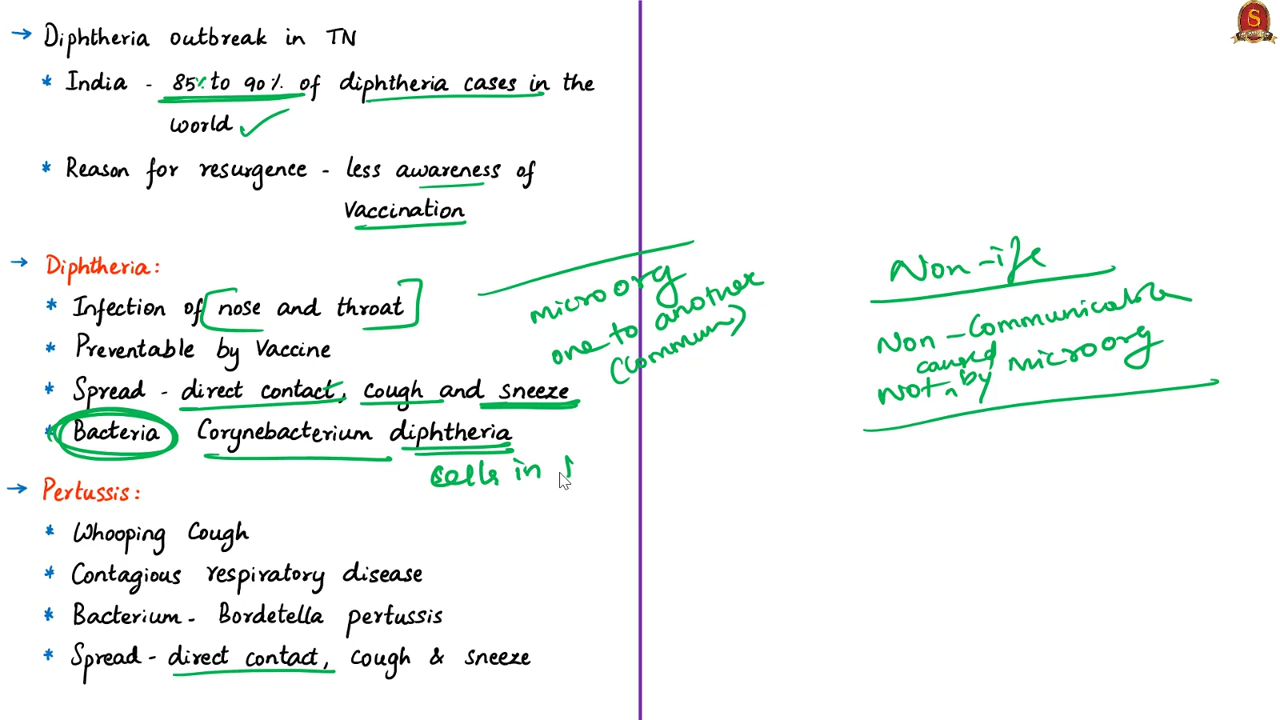 → Diphtheria outbreak in TN
* India - 85% to 90% of diphtheria cases in the
world ✓
* Reason for resurgence - less awareness of
Vaccination
→ Diphtheria:
* Infection of [nose and throat]
* Preventable by Vaccine
* Spread - direct contact, cough and sneeze
* Bacteria Corynebacterium diphtheria
cells in
→ Pertussis:
* Whooping Cough
* Contagious respiratory disease
* Bacterium - Bordetella pertussis
* Spread - direct contact, cough & sneeze
microorg
one to another
(Commun)
Non-ife
Non-Communicable
caused
not by microorg
S